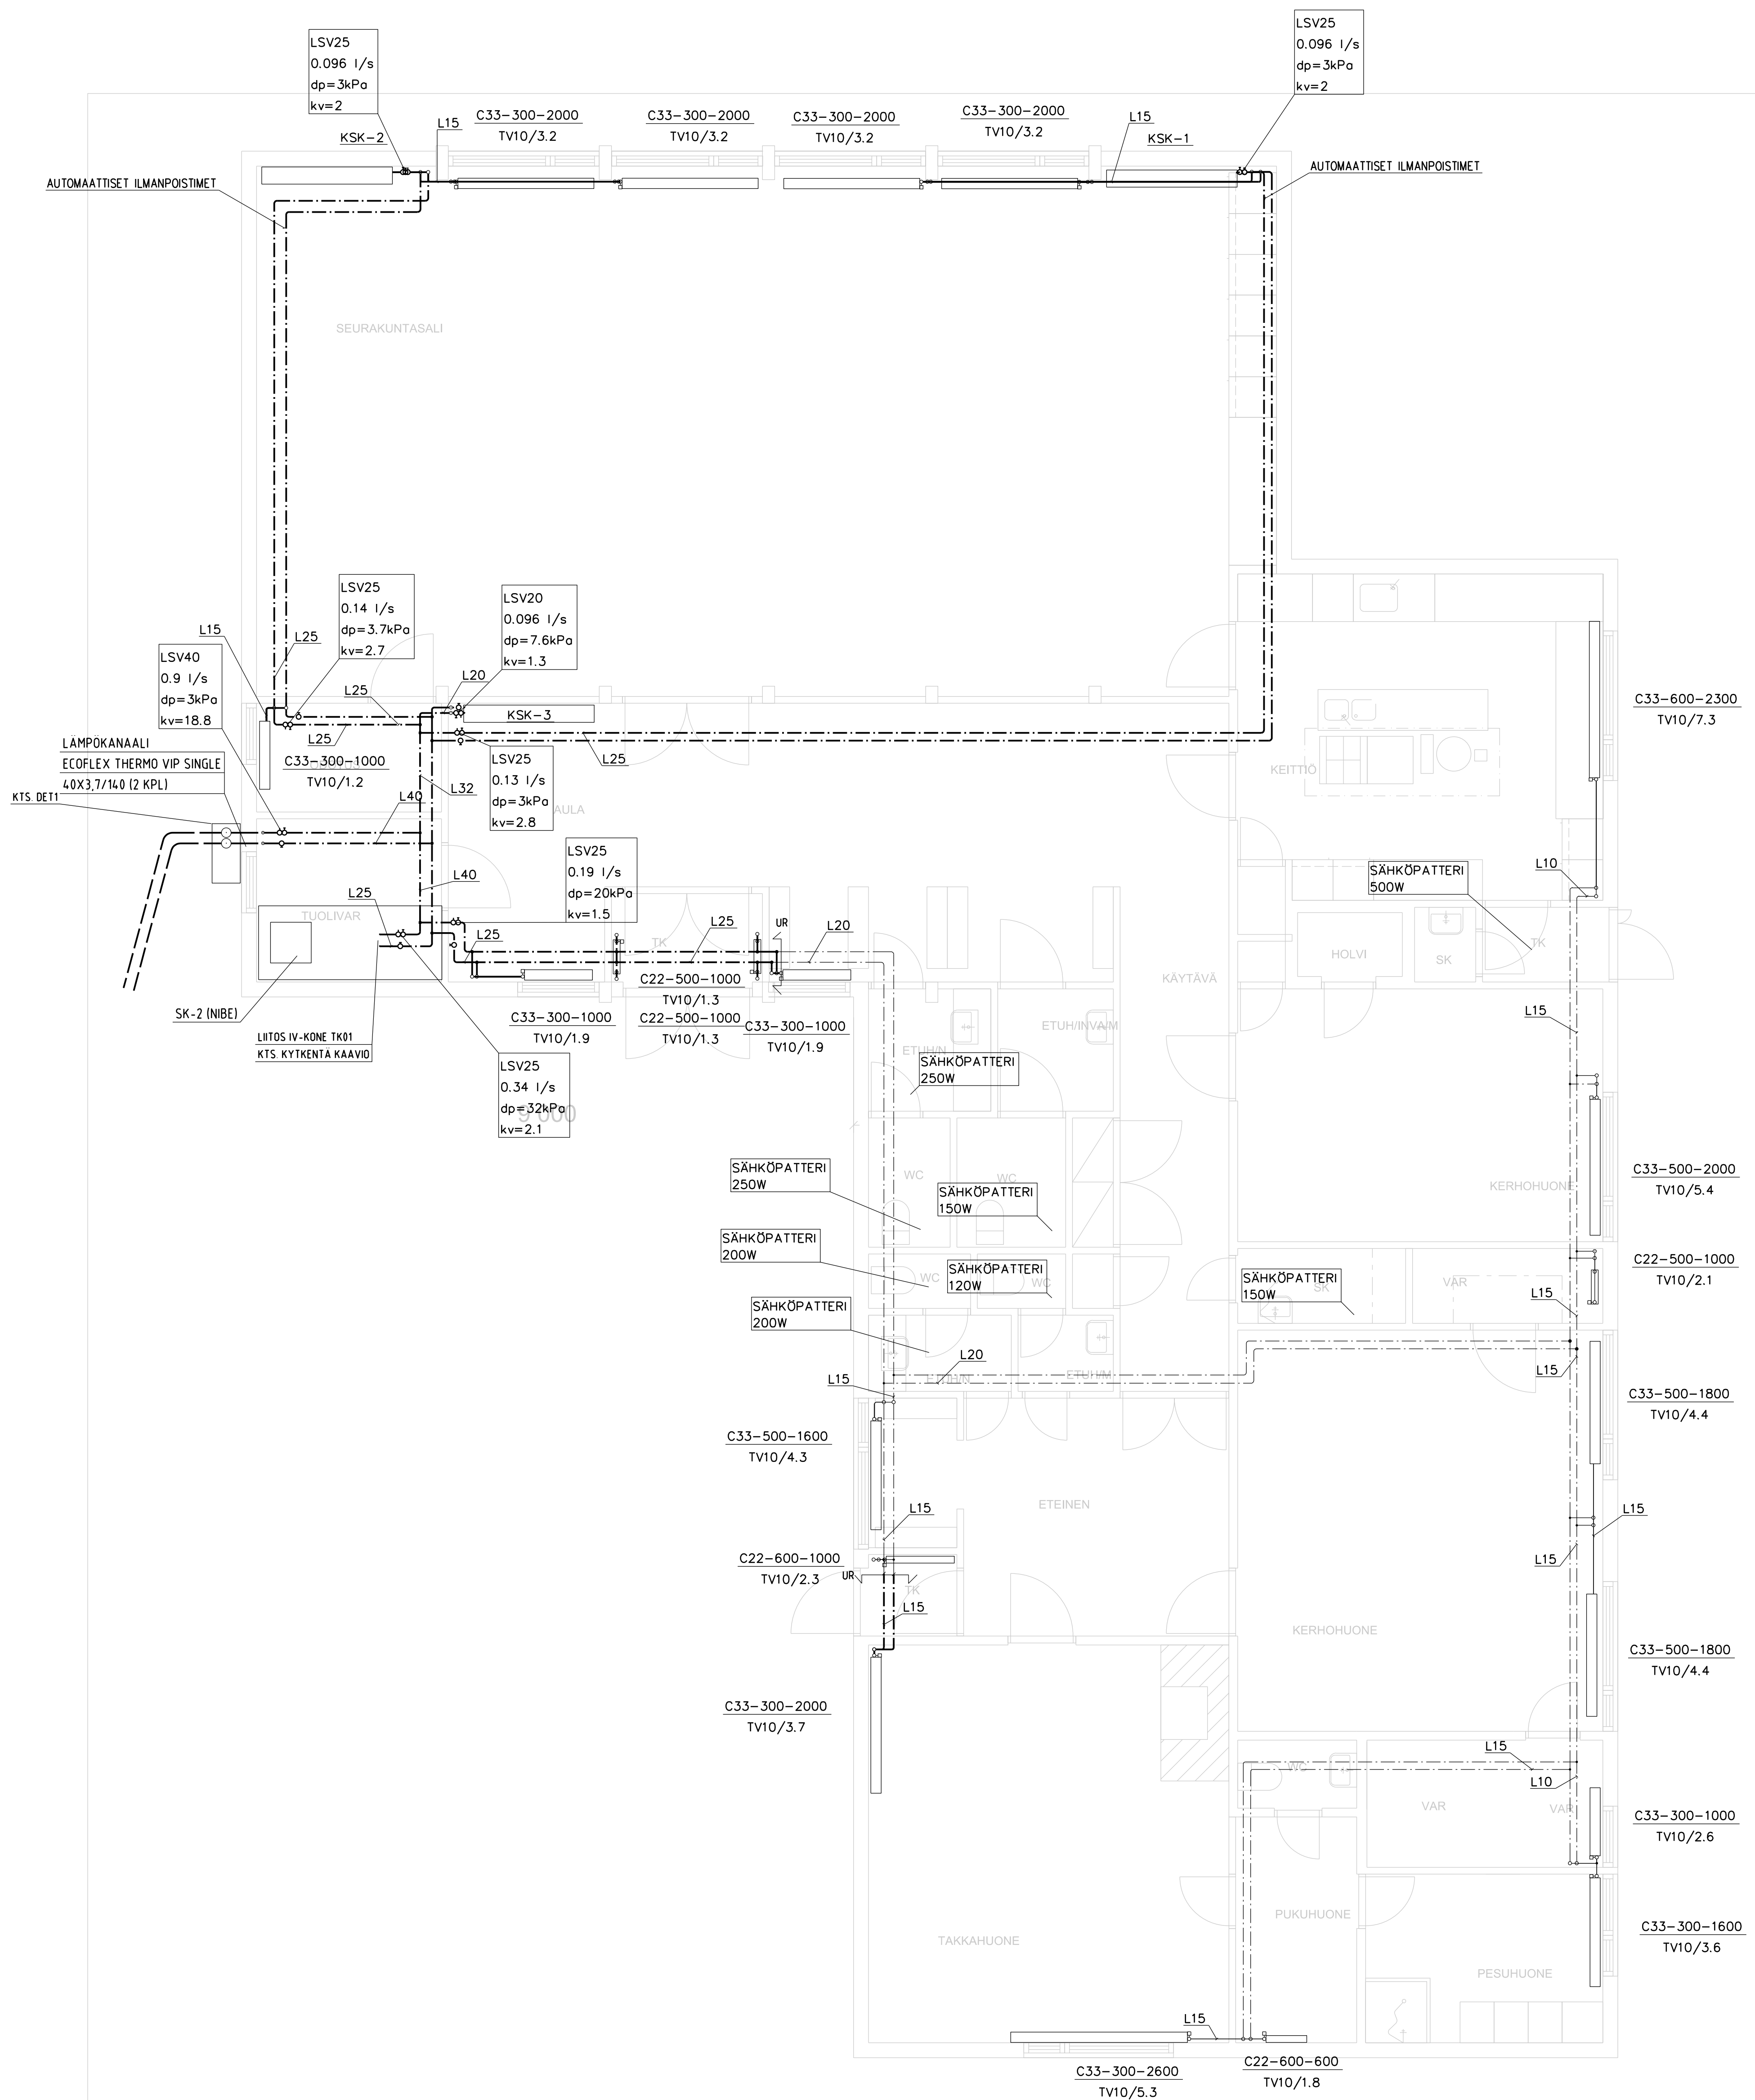 LSV25
0.096 l/s
dp=3kPa
kv=2
LSV25
0.096 l/s
dp=3kPa
kv=2
L15
C33-300-2000
TV10/3.2
C33-300-2000
TV10/3.2
C33-300-2000
TV10/3.2
C33-300-2000
TV10/3.2
L15
KSK-2
KSK-1
AUTOMAATTISET ILMANPOISTIMET
AUTOMAATTISET ILMANPOISTIMET
SEURAKUNTASALI
LSV25
0.14 l/s
dp=3.7kPa
kv=2.7
LSV20
0.096 l/s
dp=7.6kPa
kv=1.3
L15
L25
LSV40
0.9 l/s
dp=3kPa
kv=18.8
L20
L25
KSK-3
L25
C33-300-1000
TV10/1.2
L25
LSV25
0.13 l/s
dp=3kPa
kv=2.8
L32
AULA
LÄMPÖKANAALI
ECOFLEX THERMO VIP SINGLE
40X3,7/140 (2 KPL)
KTS. DET1
L40
KEITTIÖ
C33-600-2300
TV10/7.3
LSV25
0.19 l/s
dp=20kPa
kv=1.5
L40
L25
TUOLIVAR
L25
TK
L25
UR
L20
SÄHKÖPATTERI
500W
L10
HOLVI
SK
TK
KÄYTÄVÄ
SK-2 (NIBE)
LIITOS IV-KONE TK01
KTS. KYTKENTÄ KAAVIO
C22-500-1000
TV10/1.3
C33-300-1000
TV10/1.9
C22-500-1000
TV10/1.3
C33-300-1000
TV10/1.9
ETUH/INVA/M
ETUH/N
L15
LSV25
0.34 l/s
dp=32kPa
kv=2.1
9 000
SÄHKÖPATTERI
250W
SÄHKÖPATTERI
250W
WC
WC
SÄHKÖPATTERI
150W
KERHOHUONE
C33-500-2000
TV10/5.4
SÄHKÖPATTERI
200W
WC
SÄHKÖPATTERI
120W
WC
SÄHKÖPATTERI
150W
SK
VAR
C22-500-1000
TV10/2.1
L15
SÄHKÖPATTERI
200W
L20
ETUH/N
ETUH/M
L15
L15
C33-500-1800
TV10/4.4
C33-500-1600
TV10/4.3
ETEINEN
L15
L15
L15
C22-600-1000
TV10/2.3
UR
TK
L15
KERHOHUONE
C33-500-1800
TV10/4.4
C33-300-2000
TV10/3.7
L15
WC
L10
VAR
VAR
C33-300-1000
TV10/2.6
PUKUHUONE
TAKKAHUONE
C33-300-1600
TV10/3.6
PESUHUONE
L15
C33-300-2600
TV10/5.3
C22-600-600
TV10/1.8